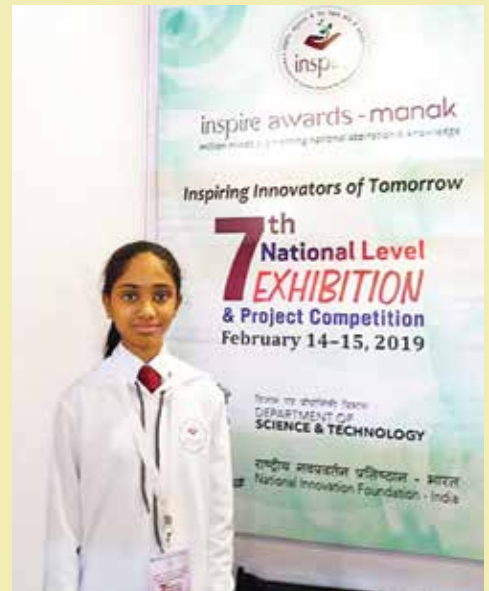 insp
inspire awards - manak
Inspiring Innovators of Tomorrow
7th
National Level
EXHIBITION
& Project Competition
February 14-15, 2019
DEPARTMENT OF
SCIENCE & TECHNOLOGY
राष्ट्रीय नवप्रवर्तन प्रतिष्ठान - भारत
National Innovation Foundation - India